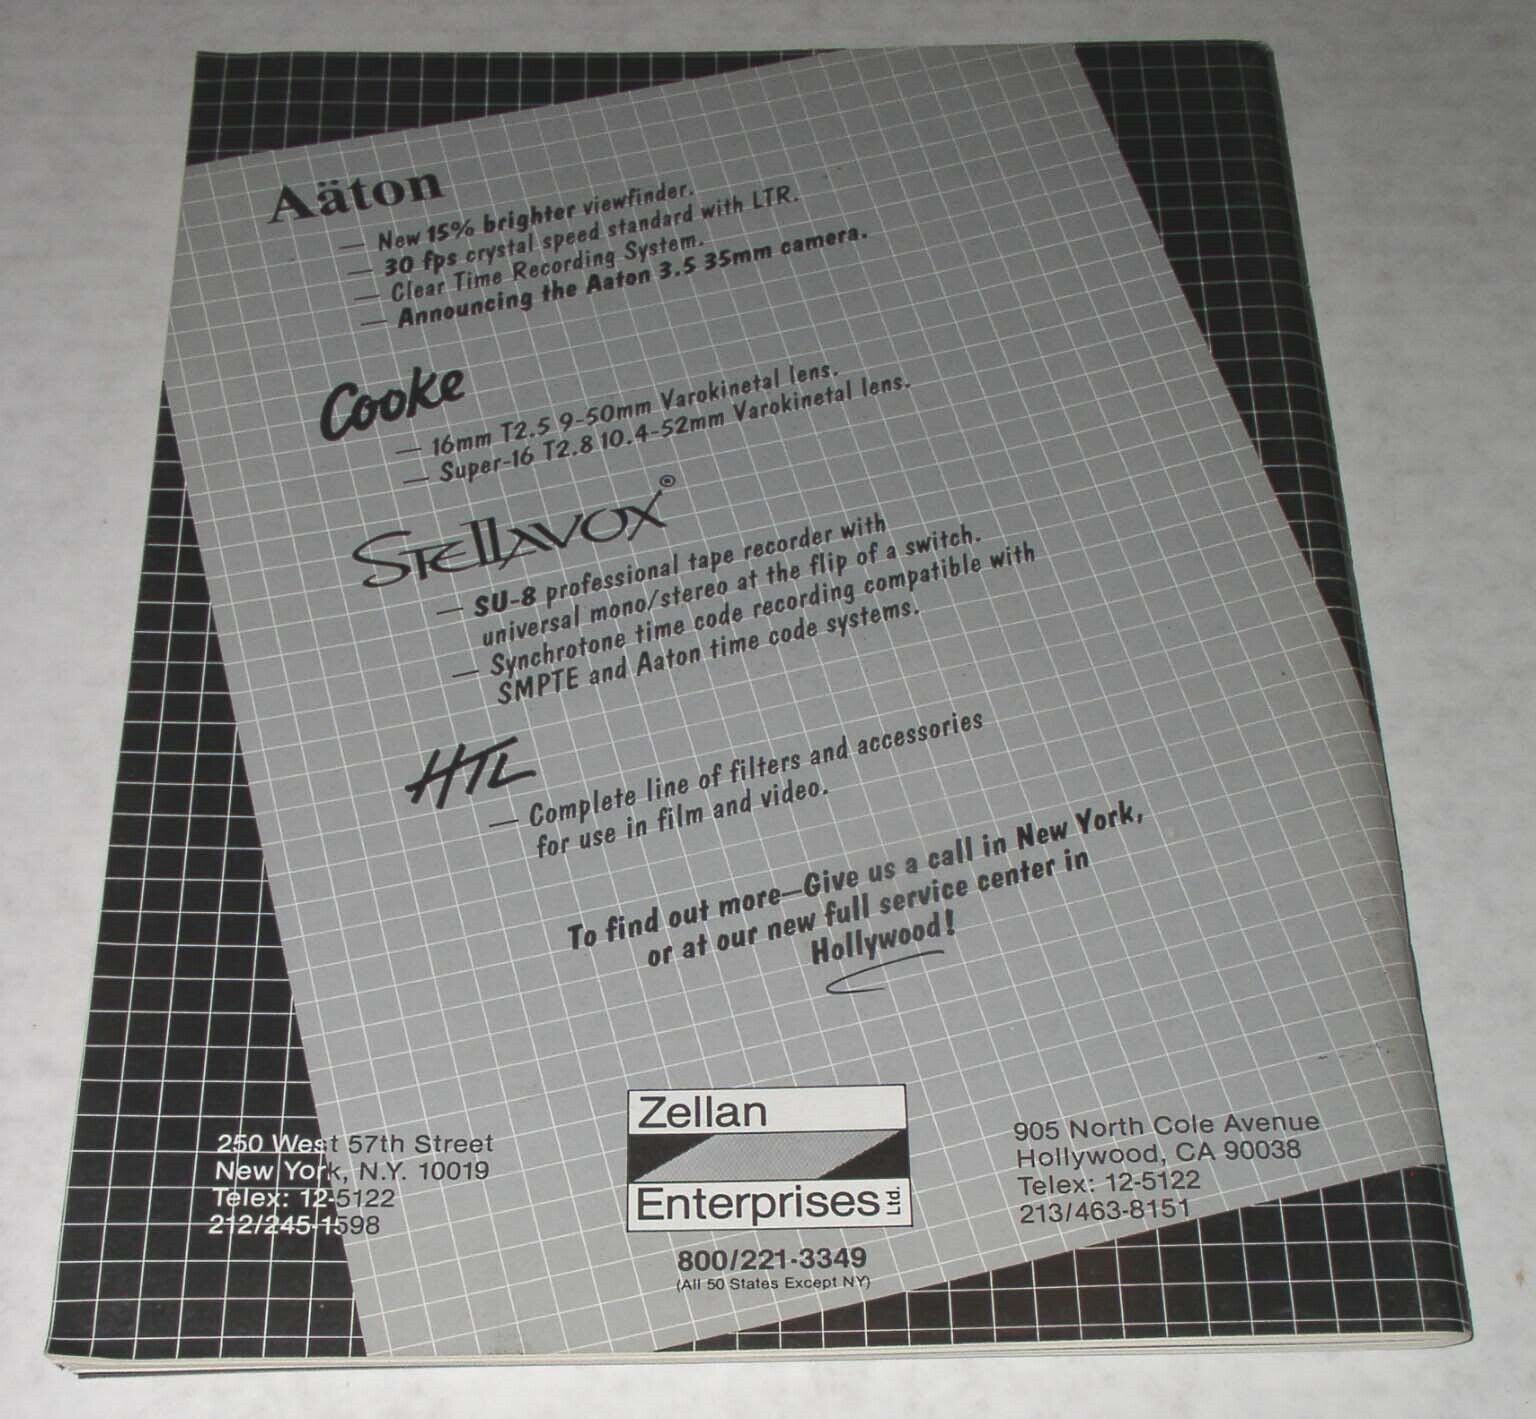 Aäton
— New 15% brighter viewfinder.
— 30 fps crystal speed standard with LTR.
— Clear Time Recording System.
— Announcing the Aaton 3.5 35mm camera.
Cooke
— 16mm T2.5 9-50mm Varokinetal lens.
— Super-16 T2.8 10.4-52mm Varokinetal lens.
Stellavox®
— SU-8 professional tape recorder with
universal mono/stereo at the flip of a switch.
— Synchrotone time code recording compatible with
SMPTE and Aaton time code systems.
HTL
— Complete line of filters and accessories
for use in film and video.
To find out more—Give us a call in New York,
or at our new full service center in
Hollywood!
250 West 57th Street
New York, N.Y. 10019
Telex: 12-5122
212/245-1598
Zellan
Enterprises Ltd.
800/221-3349
(All 50 States Except NY)
905 North Cole Avenue
Hollywood, CA 90038
Telex: 12-5122
213/463-8151